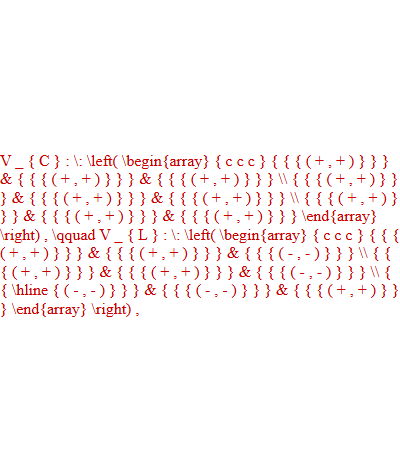 V _ { C } : \: \left( \begin{array} { c c c } { { { ( + , + ) } } }
& { { { ( + , + ) } } } & { { { ( + , + ) } } } \\ { { { ( + , + ) } }
} & { { { ( + , + ) } } } & { { { ( + , + ) } } } \\ { { { ( + , + ) }
} } & { { { ( + , + ) } } } & { { { ( + , + ) } } } \end{array}
\right) , \qquad V _ { L } : \: \left( \begin{array} { c c c } { { {
( + , + ) } } } & { { { ( + , + ) } } } & { { { ( - , - ) } } } \\ { {
{ ( + , + ) } } } & { { { ( + , + ) } } } & { { { ( - , - ) } } } \\ {
{ \hline { ( - , - ) } } } & { { { ( - , - ) } } } & { { { ( + , + ) } }
} \end{array} \right) ,